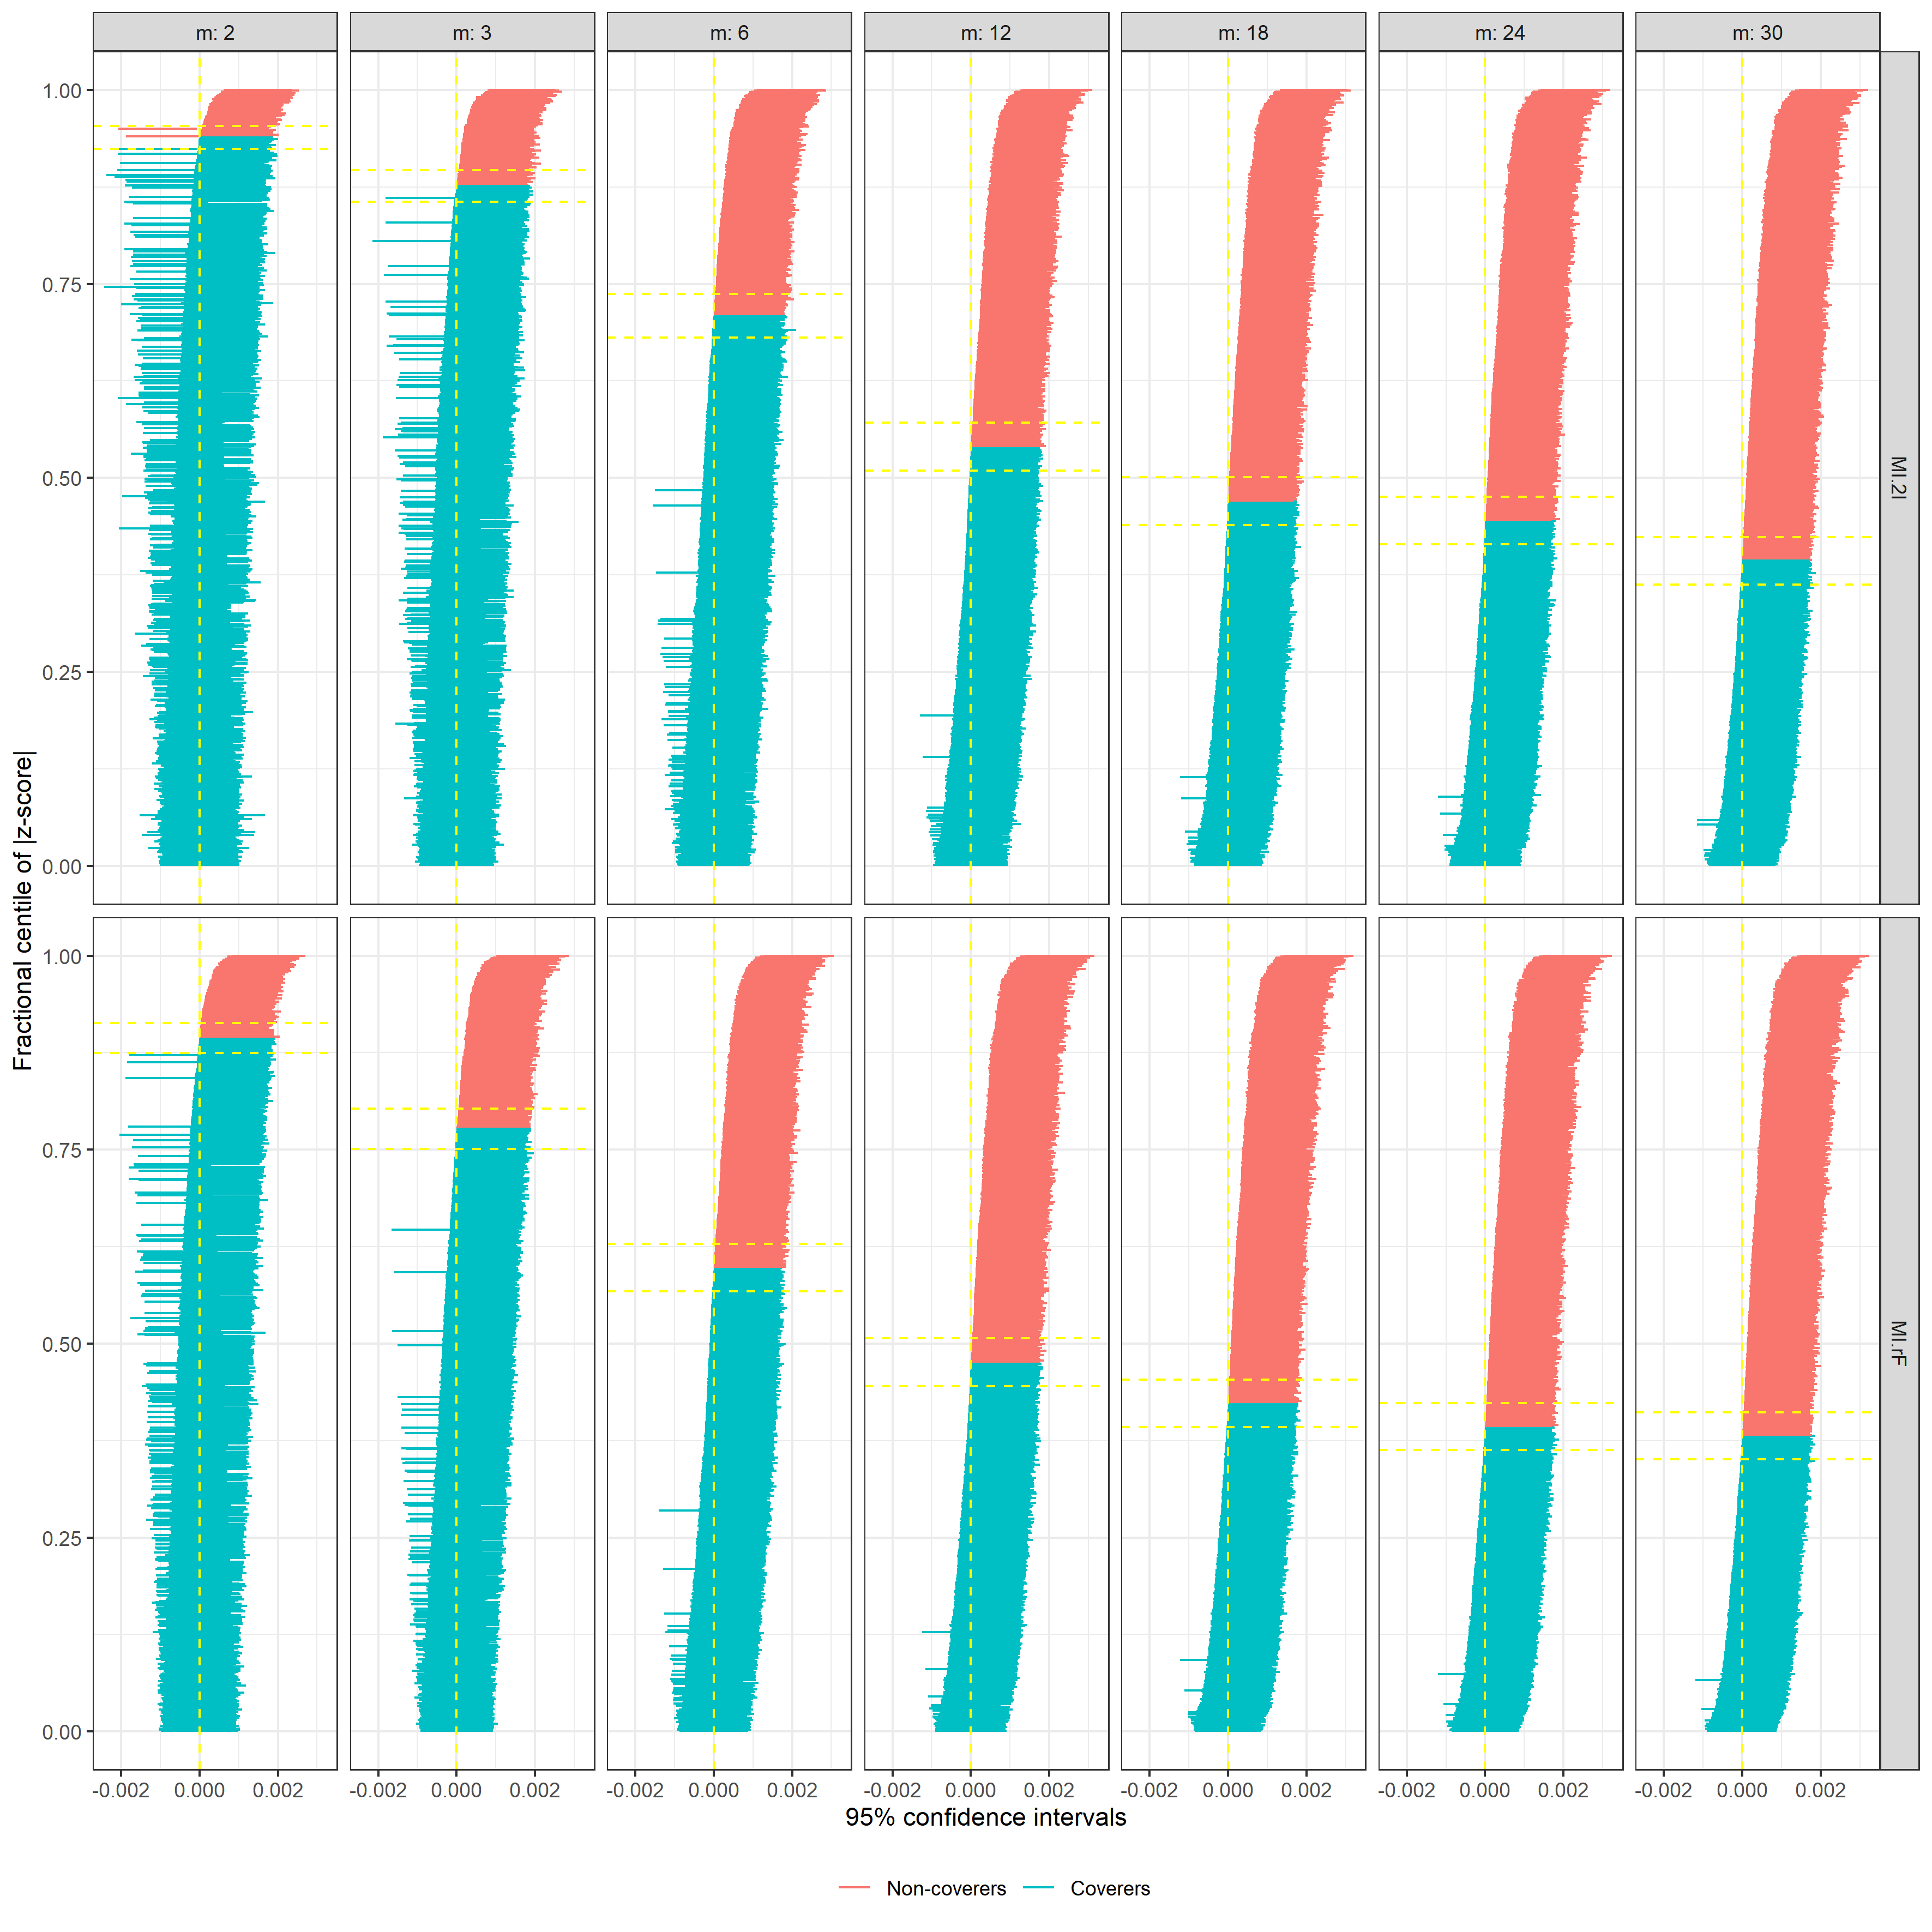 m: 2
m: 3
m: 6
m: 12
m: 18
m: 24
m: 30
Fractional centile of |z-score|
1.00
0.75
0.50
0.25
0.00
MI.2l
1.00
0.75
0.50
0.25
0.00
MI.rF
-0.002 0.000 0.002
-0.002 0.000 0.002
-0.002 0.000 0.002
-0.002 0.000 0.002
-0.002 0.000 0.002
-0.002 0.000 0.002
-0.002 0.000 0.002
95% confidence intervals
Non-coverers
Coverers